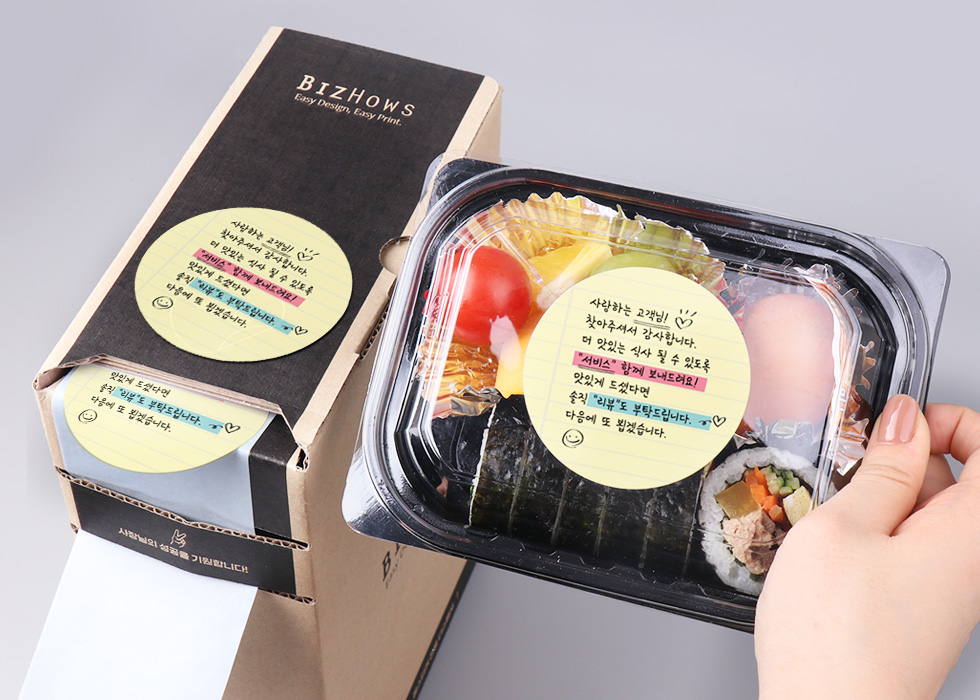 BIZHOWS
Easy Design, Easy Print.
사랑하는 고객님!
찾아주셔서 감사합니다.
더 맛있는 식사 될 수 있도록
"서비스" 함께 보내드려요!
맛있게 드셨다면
솔직 "리뷰"도 부탁드립니다.
다음에 또 뵙겠습니다.
맛있게 드셨다면
솔직 "리뷰"도 부탁드립니다.
다음에 또 뵙겠습니다.
사장님의 성공을 기원합니다!
사랑하는 고객님!
찾아주셔서 감사합니다.
더 맛있는 식사 될 수 있도록
"서비스" 함께 보내드려요!
맛있게 드셨다면
솔직 "리뷰"도 부탁드립니다.
다음에 또 뵙겠습니다.